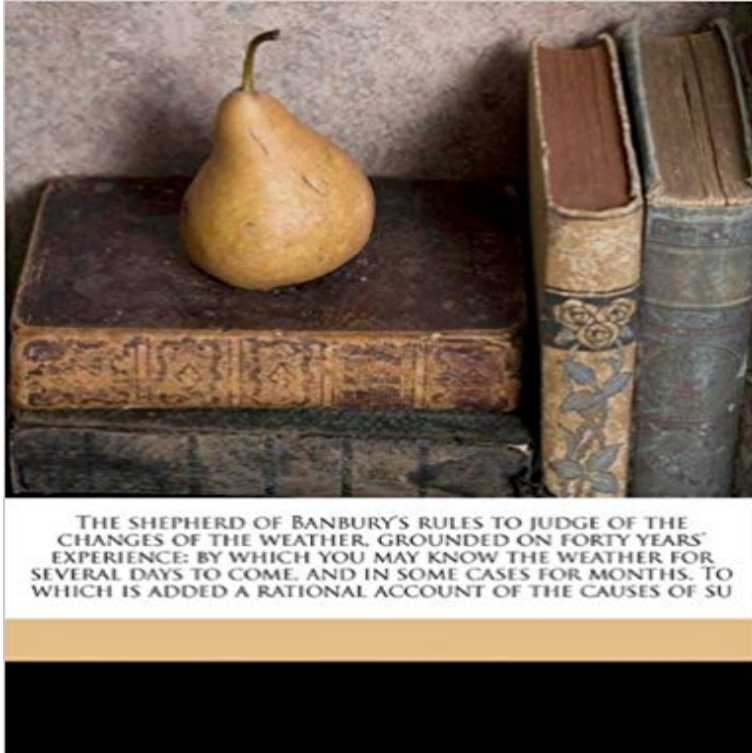 The shepherd of Banbury's rules to judge of the
changes of the weather, grounded on forty years'
experience: by which you may know the weather for
several days to come, and in some cases for months. To
which is added a rational account of the causes of su